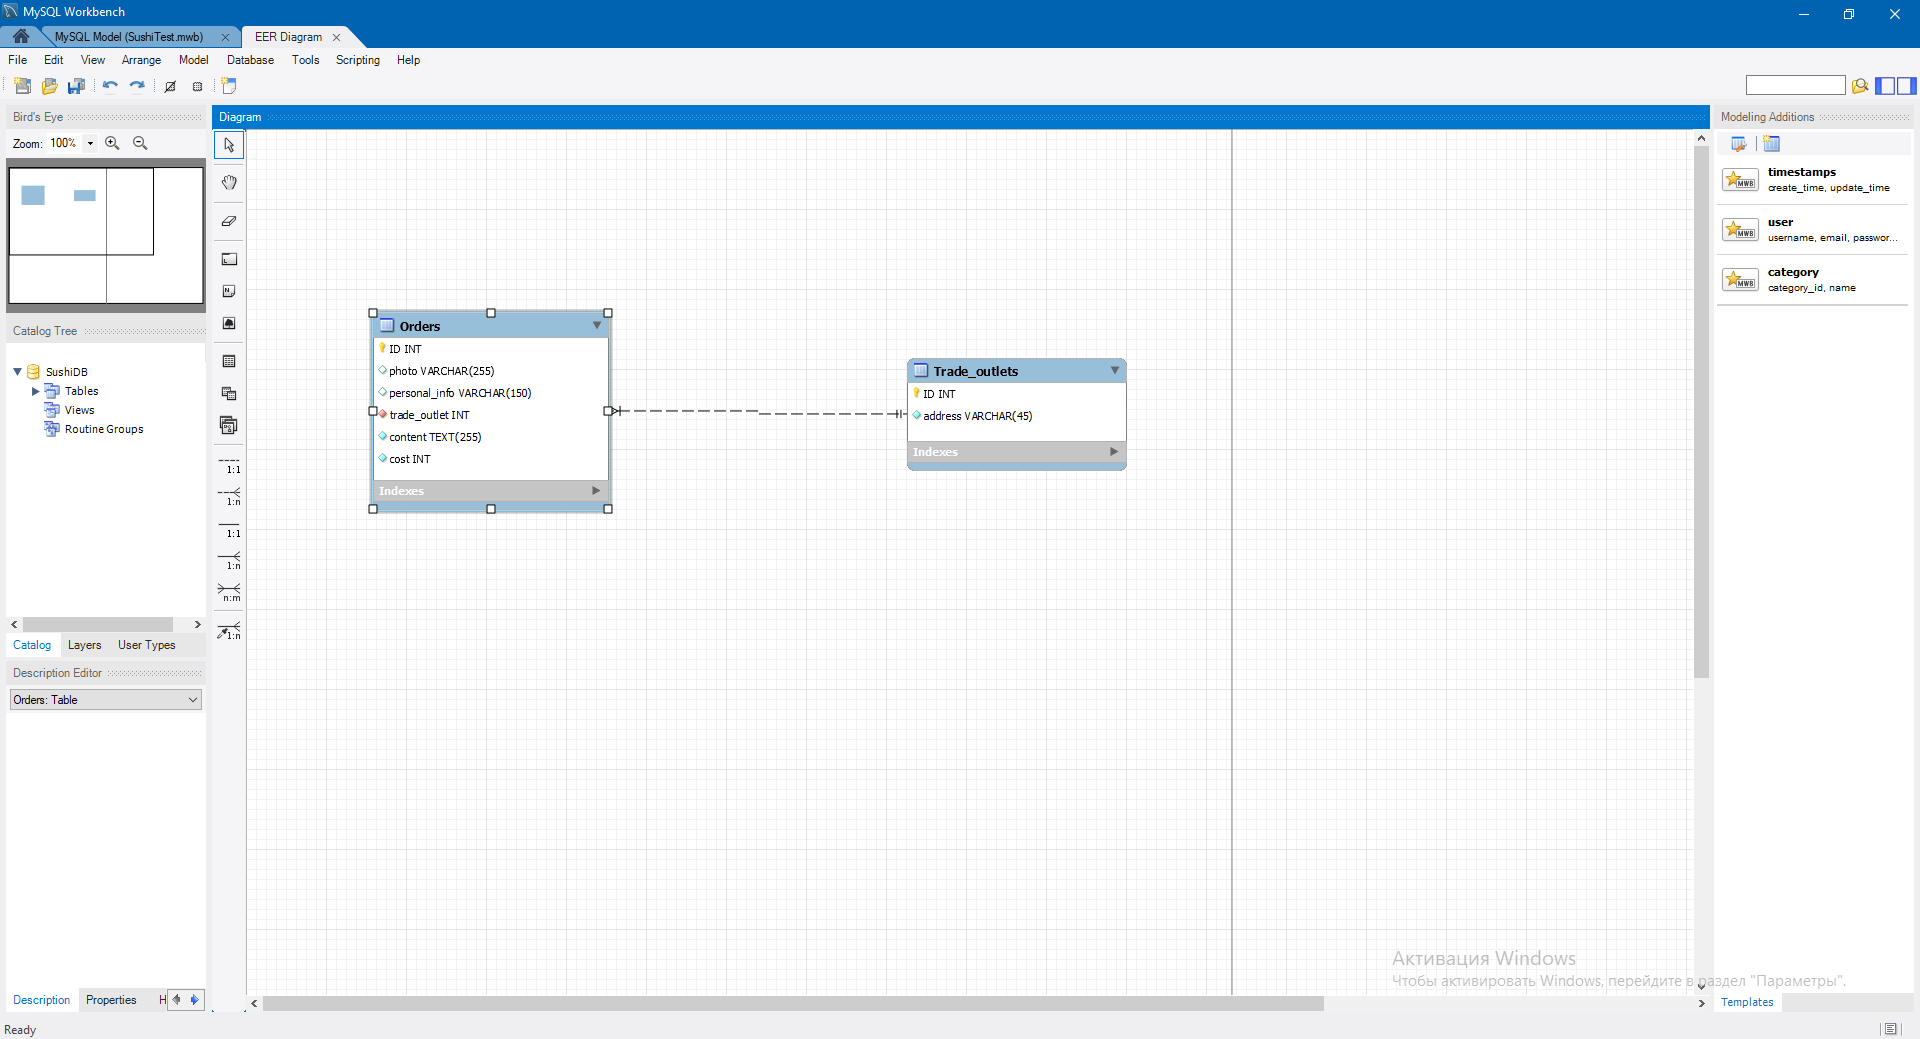 MySQL Workbench
MySQL Model (SushiTest.mwb)
EER Diagram
File Edit View Arrange Model Database Tools Scripting Help
Bird's Eye
Zoom: 100%
Catalog Tree
SushiDB
Tables
Views
Routine Groups
Catalog Layers User Types
Description Editor
Orders: Table
Description Properties H
Ready
Diagram
1:1
1:n
1:1
1:n
n:m
1:n
Orders
ID INT
photo VARCHAR(255)
personal_info VARCHAR(150)
trade_outlet INT
content TEXT(255)
cost INT
Indexes
Trade_outlets
ID INT
address VARCHAR(45)
Indexes
Modeling Additions
MWB
timestamps
create_time, update_time
MWB
user
username, email, passwor...
MWB
category
category_id, name
Активация Windows
Чтобы активировать Windows, перейдите в раздел "Параметры".
Templates